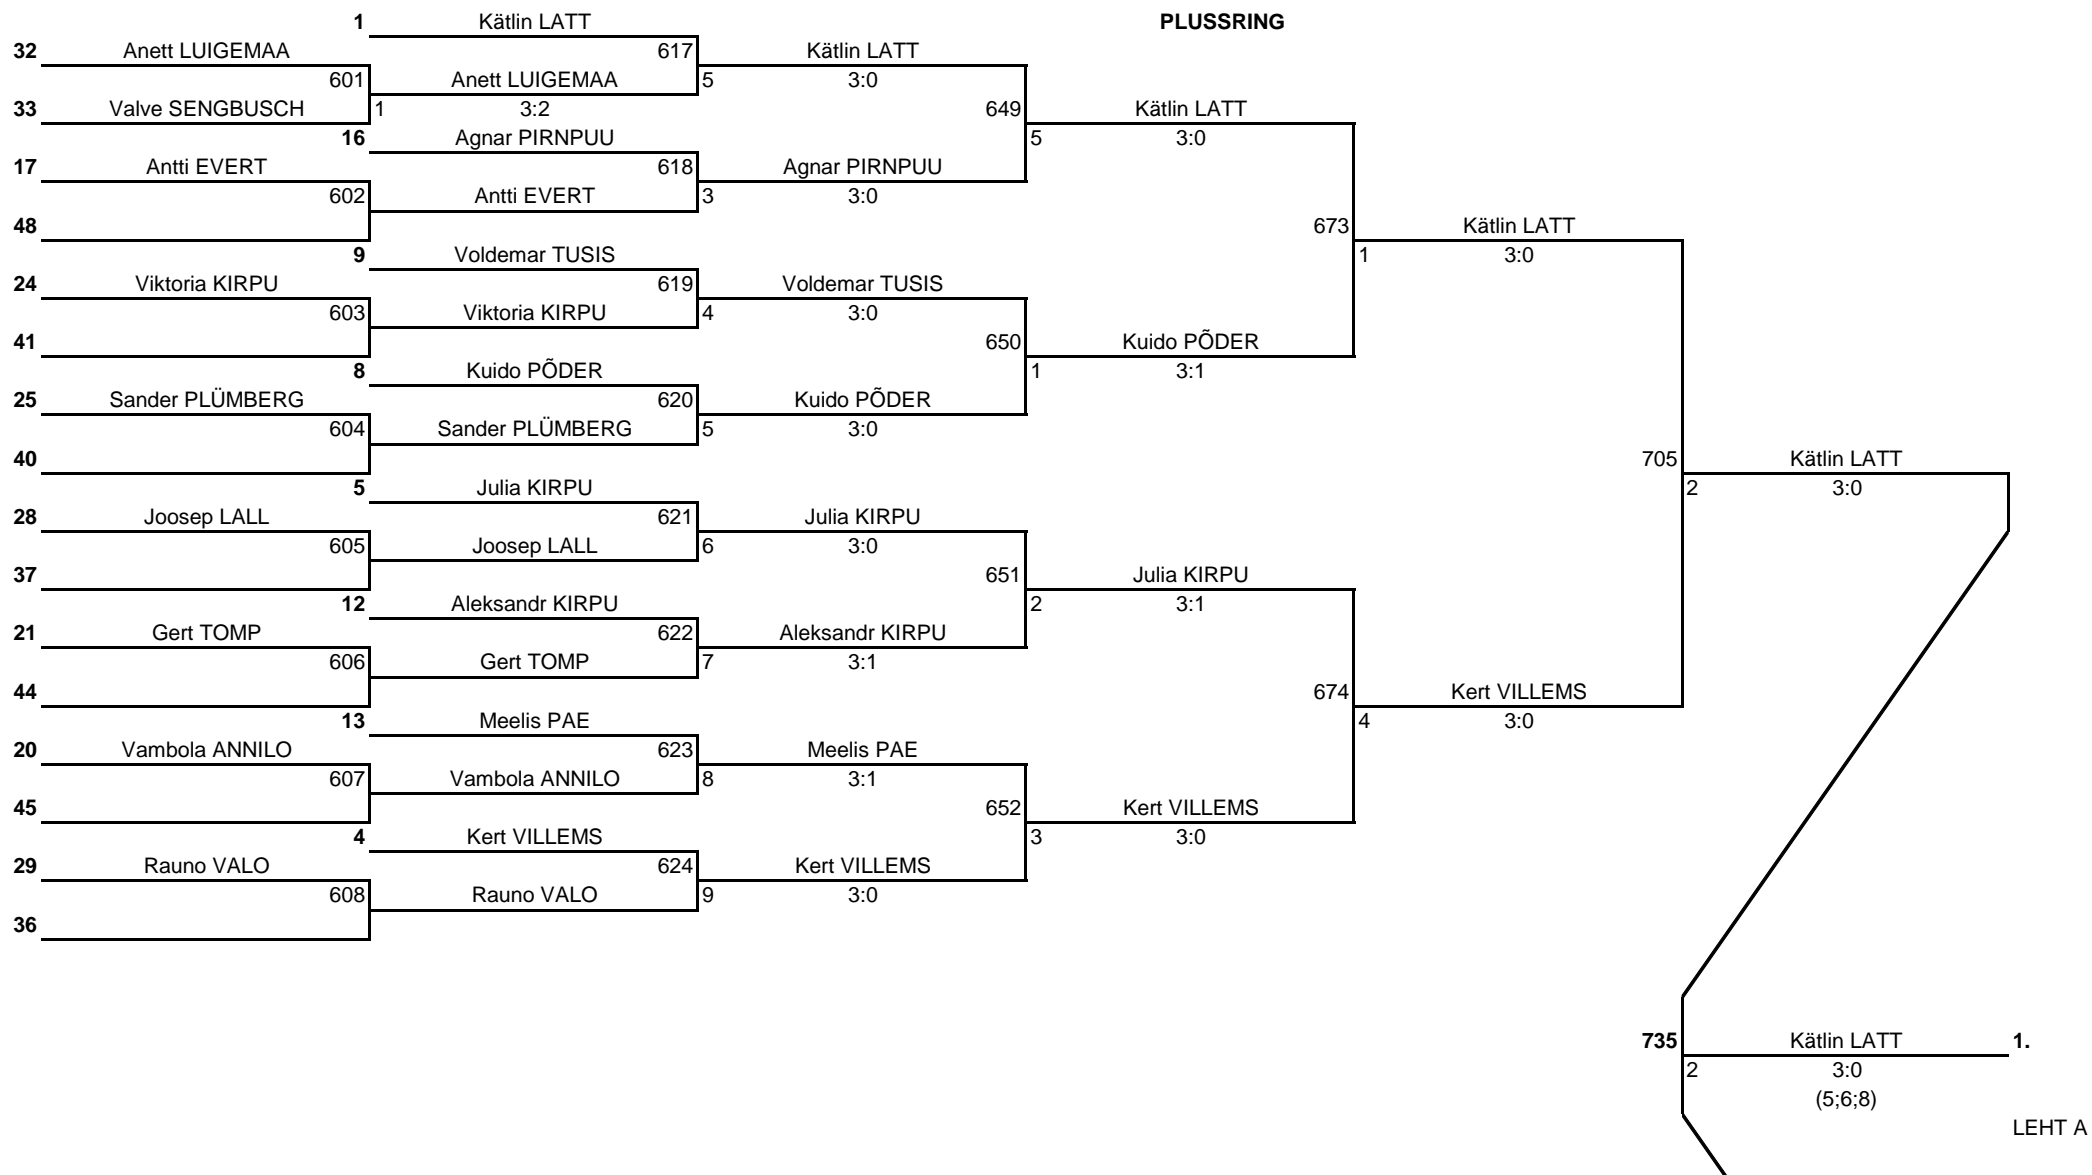 1 Kätlin LATT PLUSSRING
32 Anett LUIGEMAA 617 Kätlin LATT
601 Anett LUIGEMAA 5 3:0
33 Valve SENGBUSCH 1 3:2 649 Kätlin LATT
16 Agnar PIRNPUU 5 3:0
17 Antti EVERT 618 Agnar PIRNPUU
602 Antti EVERT 3 3:0
48 673 Kätlin LATT
9 Voldemar TUSIS 1 3:0
24 Viktoria KIRPU 619 Voldemar TUSIS
603 Viktoria KIRPU 4 3:0
41 650 Kuido PÕDER
8 Kuido PÕDER 1 3:1
25 Sander PLÜMBERG 620 Kuido PÕDER
604 Sander PLÜMBERG 5 3:0
40 705 Kätlin LATT
5 Julia KIRPU 2 3:0
28 Joosep LALL 621 Julia KIRPU
605 Joosep LALL 6 3:0
37 651 Julia KIRPU
12 Aleksandr KIRPU 2 3:1
21 Gert TOMP 622 Aleksandr KIRPU
606 Gert TOMP 7 3:1
44 674 Kert VILLEMS
13 Meelis PAE 4 3:0
20 Vambola ANNILO 623 Meelis PAE
607 Vambola ANNILO 8 3:1
45 652 Kert VILLEMS
4 Kert VILLEMS 3 3:0
29 Rauno VALO 624 Kert VILLEMS
608 Rauno VALO 9 3:0
36
735 Kätlin LATT 1.
2 3:0
(5;6;8)
LEHT A